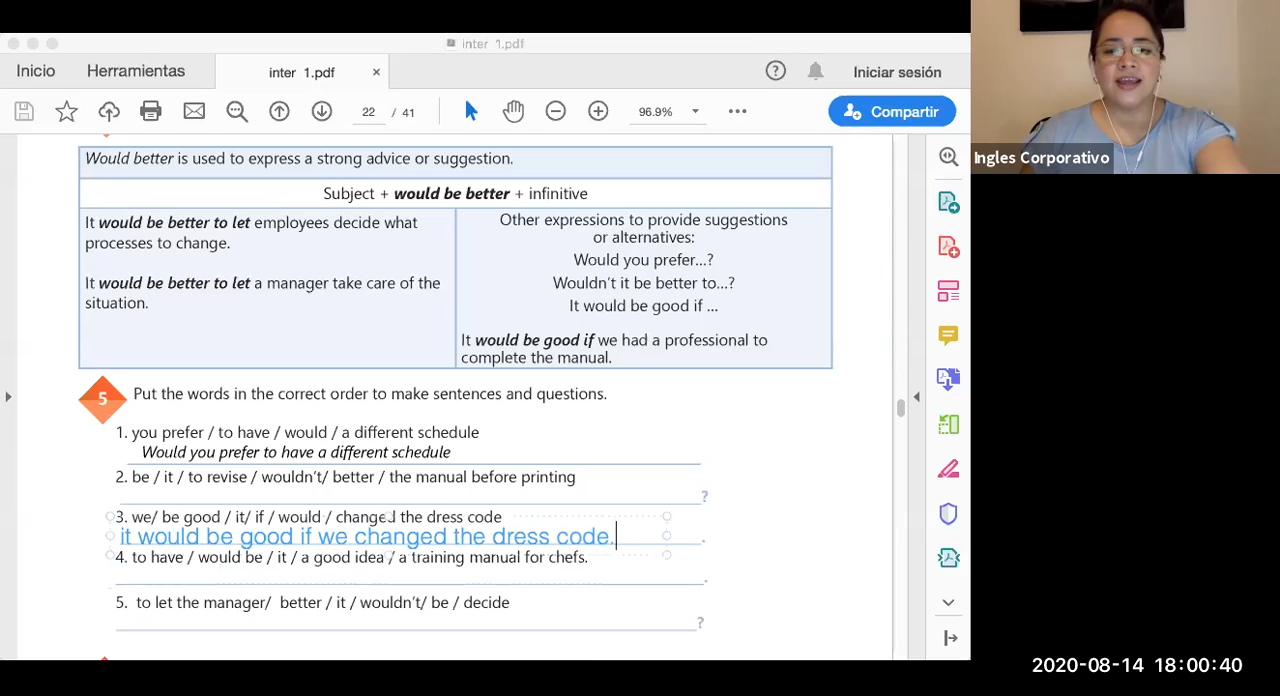 inter 1.pdf
Inicio
Herramientas
inter 1.pdf ×
Iniciar sesión
22 / 41
96.9%
Compartir
Would better is used to express a strong advice or suggestion.
Subject + would be better + infinitive
It would be better to let employees decide what
processes to change.
It would be better to let a manager take care of the
situation.
Other expressions to provide suggestions
or alternatives:
Would you prefer...?
Wouldn't it be better to...?
It would be good if ...
It would be good if we had a professional to
complete the manual.
5 Put the words in the correct order to make sentences and questions.
1. you prefer / to have / would / a different schedule
Would you prefer to have a different schedule
2. be / it / to revise / wouldn't/ better / the manual before printing
?
3. we/ be good / it/ if / would / changed the dress code
it would be good if we changed the dress code.
.
4. to have / would be / it / a good idea / a training manual for chefs.
.
5. to let the manager/ better / it / wouldn't/ be / decide
?
Ingles Corporativo
2020-08-14 18:00:40